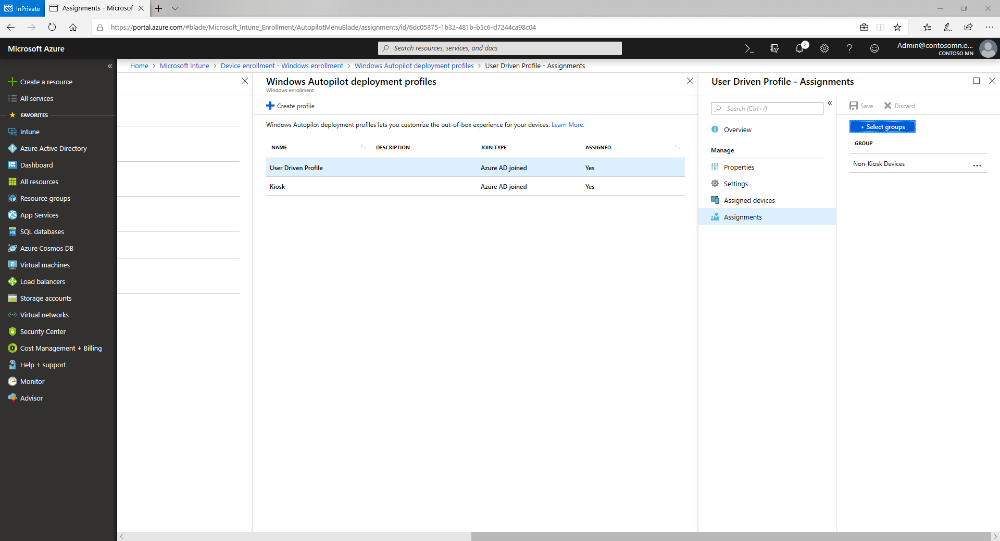 InPrivate
Assignments - Microsof
https://portal.azure.com/#blade/Microsoft_Intune_Enrollment/AutopilotMenuBlade/assignments/id/6dc05875-1b32-481b-b5c6-d7244ca98c04
Microsoft Azure
Search resources, services, and docs
2
Admin@contosomn.o...
CONTOSO MN
Home > Microsoft Intune > Device enrollment - Windows enrollment > Windows Autopilot deployment profiles > User Driven Profile - Assignments
Create a resource
All services
FAVORITES
Intune
Azure Active Directory
Dashboard
All resources
Resource groups
App Services
SQL databases
Azure Cosmos DB
Virtual machines
Load balancers
Storage accounts
Virtual networks
Security Center
Cost Management + Billing
Help + support
Monitor
Advisor
Windows Autopilot deployment profiles
Windows enrollment
Create profile
Windows Autopilot deployment profiles lets you customize the out-of-box experience for your devices. Learn More.
NAME DESCRIPTION JOIN TYPE ASSIGNED
User Driven Profile Azure AD joined Yes
Kiosk Azure AD joined Yes
User Driven Profile - Assignments
Search (Ctrl+/)
Overview
Manage
Properties
Settings
Assigned devices
Assignments
Save Discard
+ Select groups
GROUP
Non-Kiosk Devices ...